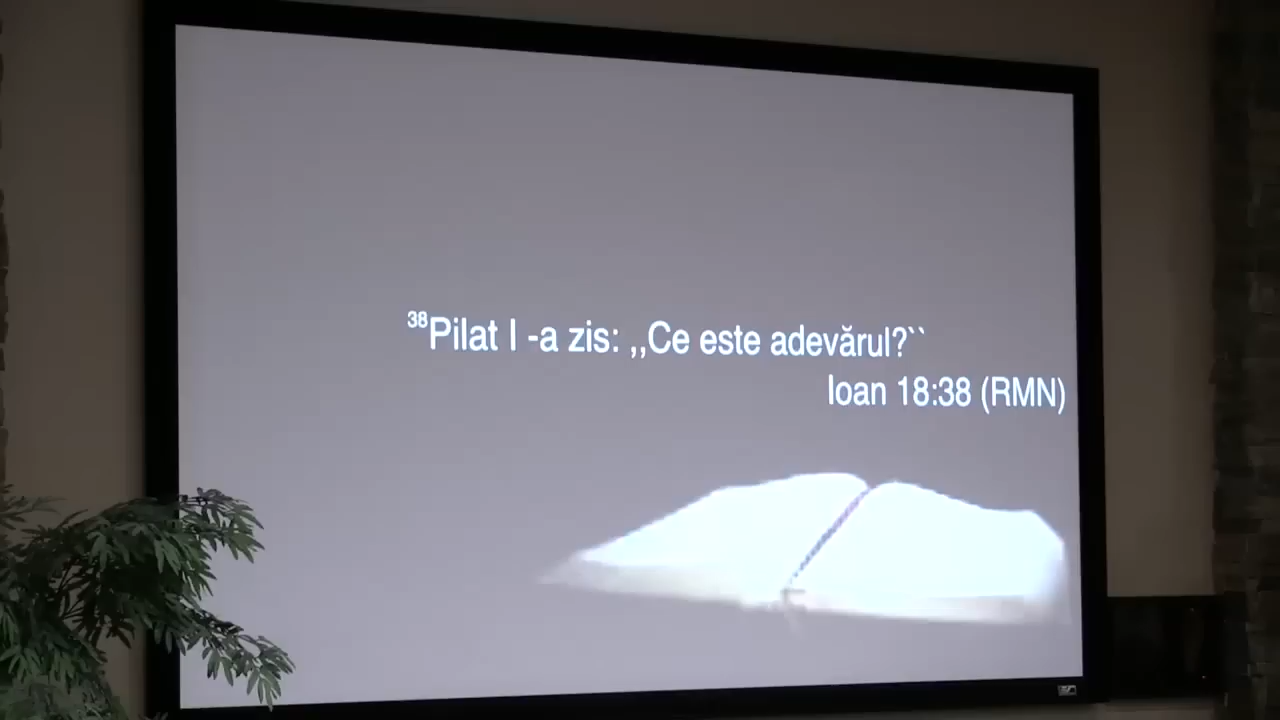 ³⁸Pilat I -a zis: ,,Ce este adevărul?``
Ioan 18:38 (RMN)